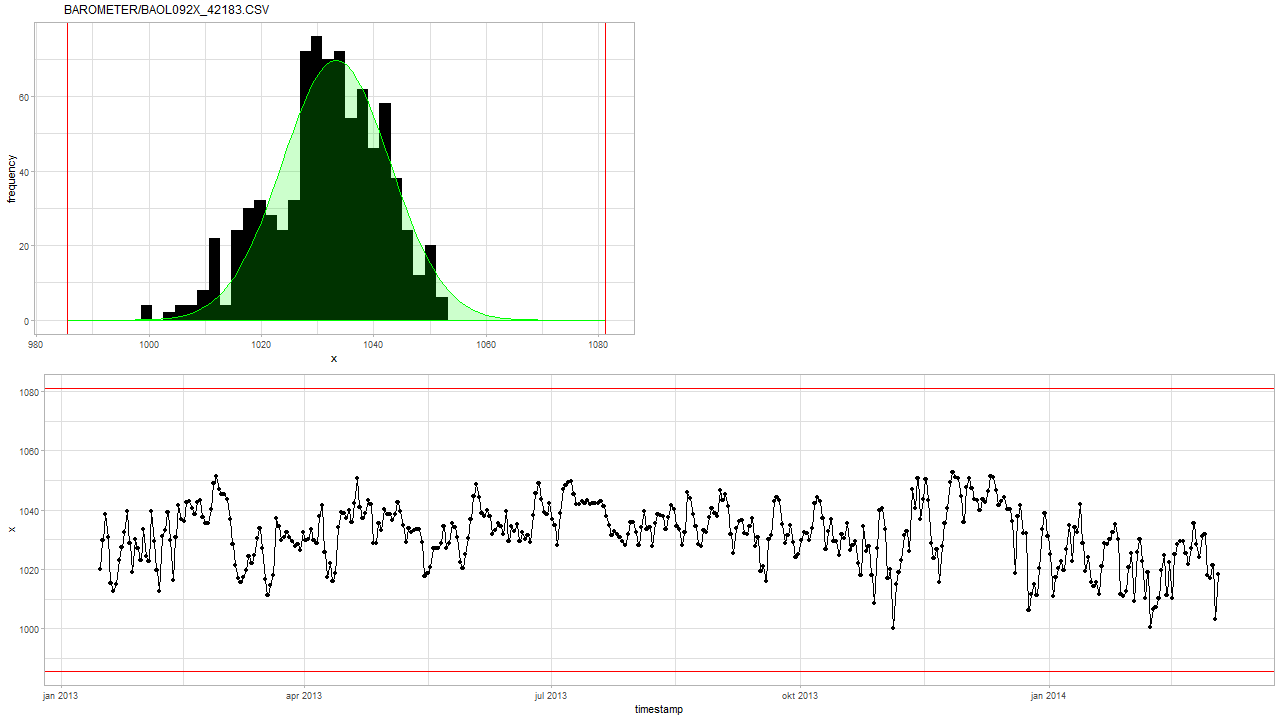 BAROMETER/BAOL092X_42183.CSV
frequency
60
40
20
0
980 1000 1020 1040 1060 1080
x
x
1080
1060
1040
1020
1000
jan 2013 apr 2013 jul 2013 okt 2013 jan 2014
timestamp